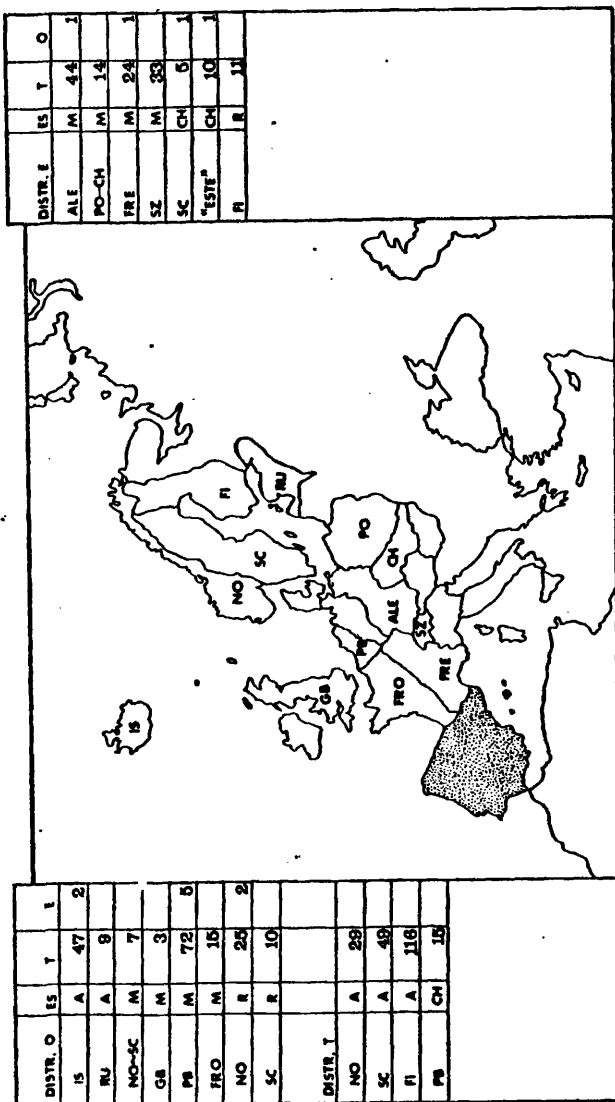 DISTR. O ES T E
IS A 47 2
RU A 9
NO-SC M 7
GB M 3
PB M 72 5
FRO M 15
NO R 25 2
SC R 10
DISTR. T
NO A 29
SC A 49
FI A 116
PB CH 15
IS
NO
SC
FI
RU
GB
PB
PO
CH
ALE
SZ
FRO
FRE
DISTR. E ES T O
ALE M 44 1
PO-CH M 14
FRE M 24 1
SZ M 33
SC CH 5 1
"ESTE" CH 10 1
FI R 11